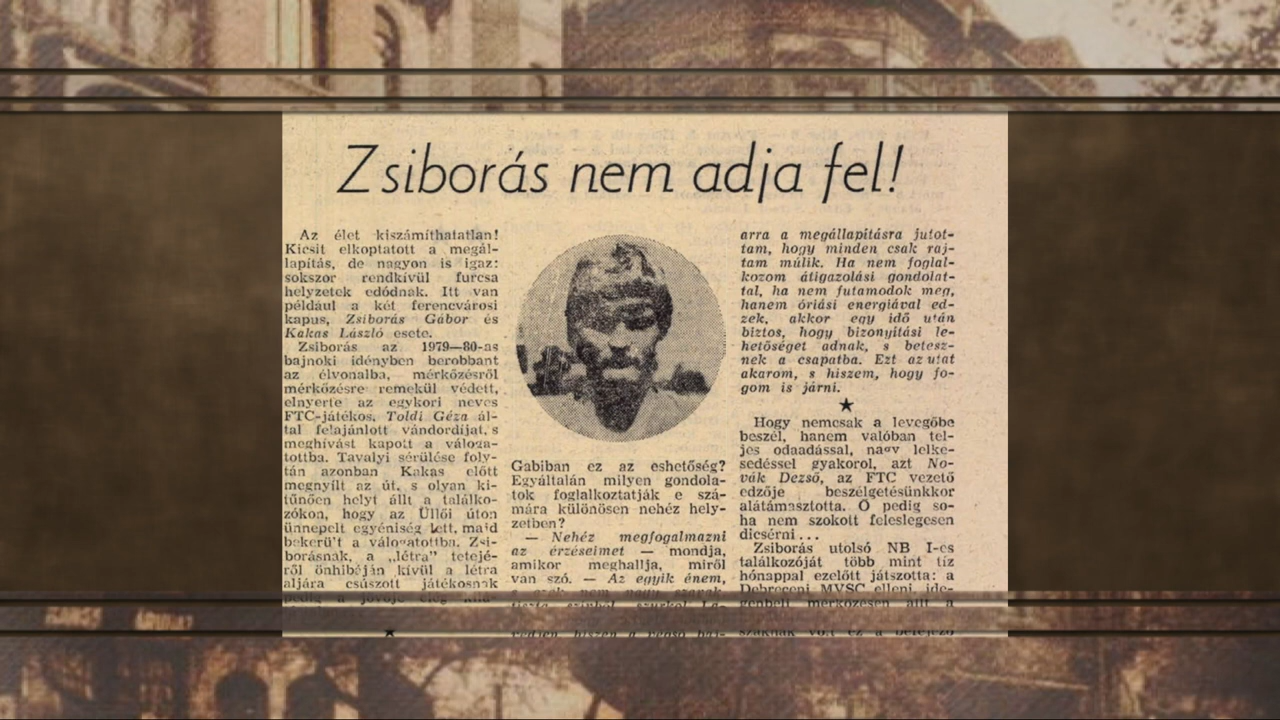 Zsiborás nem adja fel!
Az élet kiszámíthatatlan!
Kicsit elkoptatott a megál-
lapítás, de nagyon is igaz:
sokszor rendkívül furcsa
helyzetek edódnak. Itt van
például a két ferencvárosi
kapus, Zsiborás Gábor és
Kakas László esete.
Zsiborás az 1979—80-as
bajnoki idényben berobbant
az élvonalba, mérkőzésről
mérkőzésre remekül védett,
elnyerte az egykori neves
FTC-játékos, Toldi Géza ál-
tal felajánlott vándordíjat, s
meghívást kapott a váloga-
tottba. Tavalyi sérülése foly-
tán azonban Kakas előtt
megnyílt az út, s olyan ki-
tűnően helyt állt a találko-
zókon, hogy az Üllői úton
ünnepelt egyéniség lett, majd
bekerü't a válogatottba. Zsi-
borásnak, a „létra” tetejé-
ről önhibáján kívül a létra
aljára csúszott játékosnak
Gabiban ez az eshetőség?
Egyáltalán milyen gondola-
tok foglalkoztatják e szá-
mára különösen nehéz hely-
zetben?
— Nehéz megfogalmazni
az érzéseimet — mondja,
amikor meghallja, miről
van szó. — Az egyik énem,
arra a megállapításra jutot-
tam, hogy minden csak raj-
tam múlik. Ha nem foglal-
kozom átigazolási gondolat-
tal, ha nem futamodok meg,
hanem óriási energiával ed-
zek, akkor egy idő után
biztos, hogy bizonyítási le-
hetőséget adnak, s betesz-
nek a csapatba. Ezt az utat
akarom, s hiszem, hogy fo-
gom is járni.
Hogy nemcsak a levegőbe
beszél, hanem valóban tel-
jes odaadással, nagy lelke-
sedéssel gyakorol, azt No-
vák Dezső, az FTC vezető
edzője beszélgetésünkkor
alátámasztotta. Ő pedig so-
ha nem szokott feleslegesen
dicsérni...
Zsiborás utolsó NB I-es
találkozóját több mint tíz
hónappal ezelőtt játszotta: a
Debreceni MVSC elleni, ide-
genbeli mérkőzésen állt a